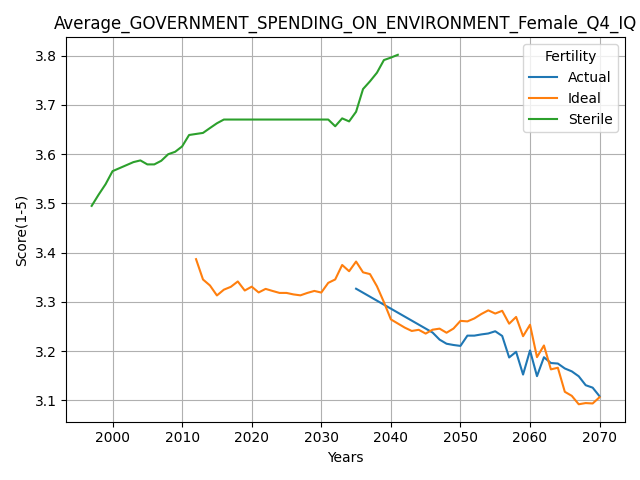 Average_GOVERNMENT_SPENDING_ON_ENVIRONMENT_Female_Q4_IQ
Fertility
Actual
Ideal
Sterile
Score(1-5)
3.8
3.7
3.6
3.5
3.4
3.3
3.2
3.1
2000 2010 2020 2030 2040 2050 2060 2070
Years